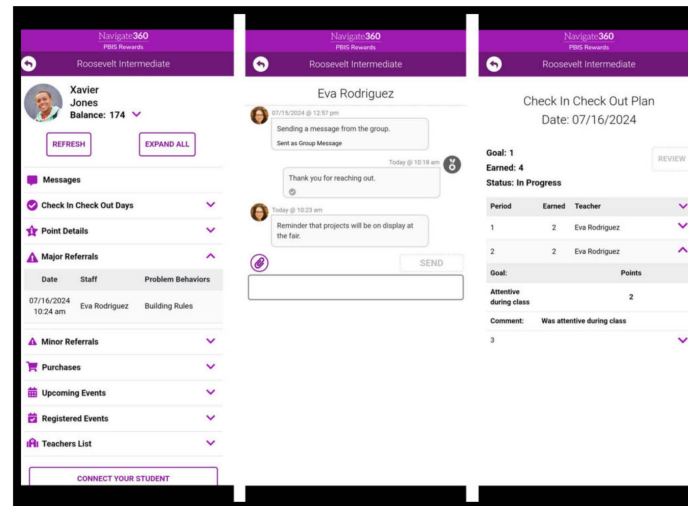 Navigate360
PBIS Rewards
Roosevelt Intermediate
Xavier
Jones
Balance: 174
REFRESH
EXPAND ALL
Messages
Check In Check Out Days
Point Details
Major Referrals
Date Staff Problem Behaviors
07/16/2024
10:24 am
Eva Rodriguez Building Rules
Minor Referrals
Purchases
Upcoming Events
Registered Events
Teachers List
CONNECT YOUR STUDENT
Navigate360
PBIS Rewards
Roosevelt Intermediate
Eva Rodriguez
07/15/2024 @ 12:57 pm
Sending a message from the group.
Sent as Group Message
Today @ 10:18 am
Thank you for reaching out.
Today @ 10:23 am
Reminder that projects will be on display at
the fair.
SEND
Navigate360
PBIS Rewards
Roosevelt Intermediate
Check In Check Out Plan
Date: 07/16/2024
Goal: 1
Earned: 4
Status: In Progress
REVIEW
Period Earned Teacher
1 2 Eva Rodriguez
2 2 Eva Rodriguez
Goal: Points
Attentive
during class
2
Comment: Was attentive during class
3